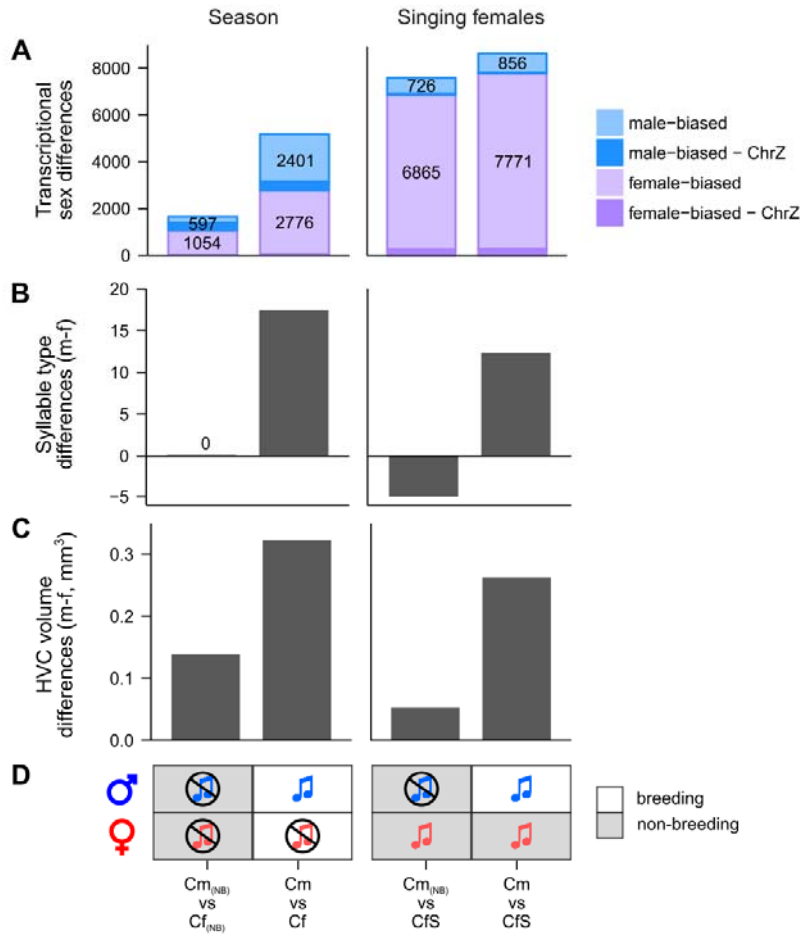 Season
Singing females
A
Transcriptional
sex differences
8000
6000
4000
2000
0
597
1054
2401
2776
726
6865
856
7771
male-biased
male-biased - ChrZ
female-biased
female-biased - ChrZ
B
Syllable type
differences (m-f)
20
15
10
5
0
−5
0
C
HVC volume
differences (m-f, mm³)
0.3
0.2
0.1
0.0
D
♂
♀
breeding
non-breeding
Cm(NB)
vs
Cf(NB)
Cm
vs
Cf
Cm(NB)
vs
CfS
Cm
vs
CfS